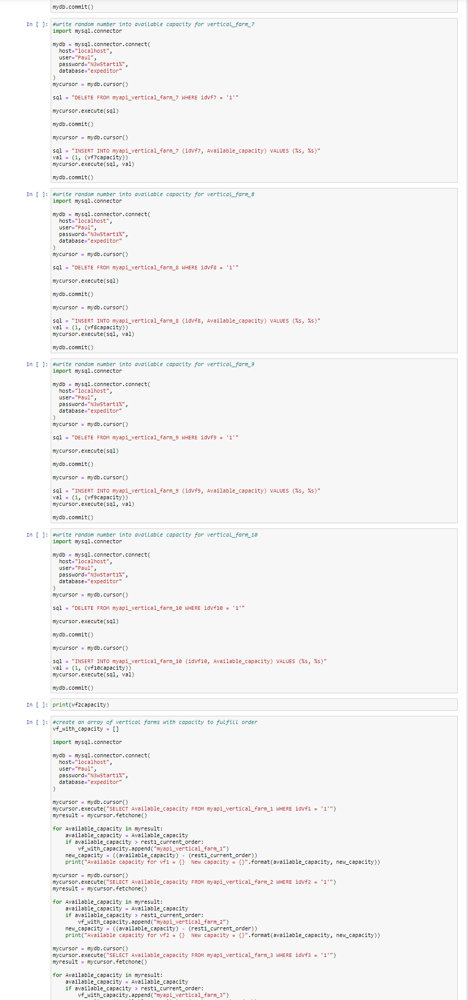 mydb.commit()
In [ ]: #write random number into available capacity for vertical_farm_7
import mysql.connector
mydb = mysql.connector.connect(
host="localhost",
user="Paul",
password="N3w5tart1%",
database="expeditor"
)
mycursor = mydb.cursor()
sql = "DELETE FROM myapi_vertical_farm_7 WHERE idVf7 = '1'"
mycursor.execute(sql)
mydb.commit()
mycursor = mydb.cursor()
sql = "INSERT INTO myapi_vertical_farm_7 (idVf7, Available_capacity) VALUES (%s, %s)"
val = (1, (vf7capacity))
mycursor.execute(sql, val)
mydb.commit()
In [ ]: #write random number into available capacity for vertical_farm_8
import mysql.connector
mydb = mysql.connector.connect(
host="localhost",
user="Paul",
password="N3w5tart1%",
database="expeditor"
)
mycursor = mydb.cursor()
sql = "DELETE FROM myapi_vertical_farm_8 WHERE idVf8 = '1'"
mycursor.execute(sql)
mydb.commit()
mycursor = mydb.cursor()
sql = "INSERT INTO myapi_vertical_farm_8 (idVf8, Available_capacity) VALUES (%s, %s)"
val = (1, (vf8capacity))
mycursor.execute(sql, val)
mydb.commit()
In [ ]: #write random number into available capacity for vertical_farm_9
import mysql.connector
mydb = mysql.connector.connect(
host="localhost",
user="Paul",
password="N3w5tart1%",
database="expeditor"
)
mycursor = mydb.cursor()
sql = "DELETE FROM myapi_vertical_farm_9 WHERE idVf9 = '1'"
mycursor.execute(sql)
mydb.commit()
mycursor = mydb.cursor()
sql = "INSERT INTO myapi_vertical_farm_9 (idVf9, Available_capacity) VALUES (%s, %s)"
val = (1, (vf9capacity))
mycursor.execute(sql, val)
mydb.commit()
In [ ]: #write random number into available capacity for vertical_farm_10
import mysql.connector
mydb = mysql.connector.connect(
host="localhost",
user="Paul",
password="N3w5tart1%",
database="expeditor"
)
mycursor = mydb.cursor()
sql = "DELETE FROM myapi_vertical_farm_10 WHERE idVf10 = '1'"
mycursor.execute(sql)
mydb.commit()
mycursor = mydb.cursor()
sql = "INSERT INTO myapi_vertical_farm_10 (idVf10, Available_capacity) VALUES (%s, %s)"
val = (1, (vf10capacity))
mycursor.execute(sql, val)
mydb.commit()
In [ ]: print(vf2capacity)
In [ ]: #create an array of vertical farms with capacity to fulfill order
vf_with_capacity = []
import mysql.connector
mydb = mysql.connector.connect(
host="localhost",
user="Paul",
password="N3w5tart1%",
database="expeditor"
)
mycursor = mydb.cursor()
mycursor.execute("SELECT Available_capacity FROM myapi_vertical_farm_1 WHERE idVf1 = '1'")
myresult = mycursor.fetchone()
for Available_capacity in myresult:
available_capacity = Available_capacity
if available_capacity > rest1_current_order:
vf_with_capacity.append("myapi_vertical_farm_1")
new_capacity = ((available_capacity) - (rest1_current_order))
print("Available capacity for vf1 = {}  New capacity = {}".format(available_capacity, new_capacity))
mycursor = mydb.cursor()
mycursor.execute("SELECT Available_capacity FROM myapi_vertical_farm_2 WHERE idVf2 = '1'")
myresult = mycursor.fetchone()
for Available_capacity in myresult:
available_capacity = Available_capacity
if available_capacity > rest1_current_order:
vf_with_capacity.append("myapi_vertical_farm_2")
new_capacity = ((available_capacity) - (rest1_current_order))
print("Available capacity for vf2 = {}  New capacity = {}".format(available_capacity, new_capacity))
mycursor = mydb.cursor()
mycursor.execute("SELECT Available_capacity FROM myapi_vertical_farm_3 WHERE idVf3 = '1'")
myresult = mycursor.fetchone()
for Available_capacity in myresult:
available_capacity = Available_capacity
if available_capacity > rest1_current_order:
vf_with_capacity.append("myapi_vertical_farm_3")